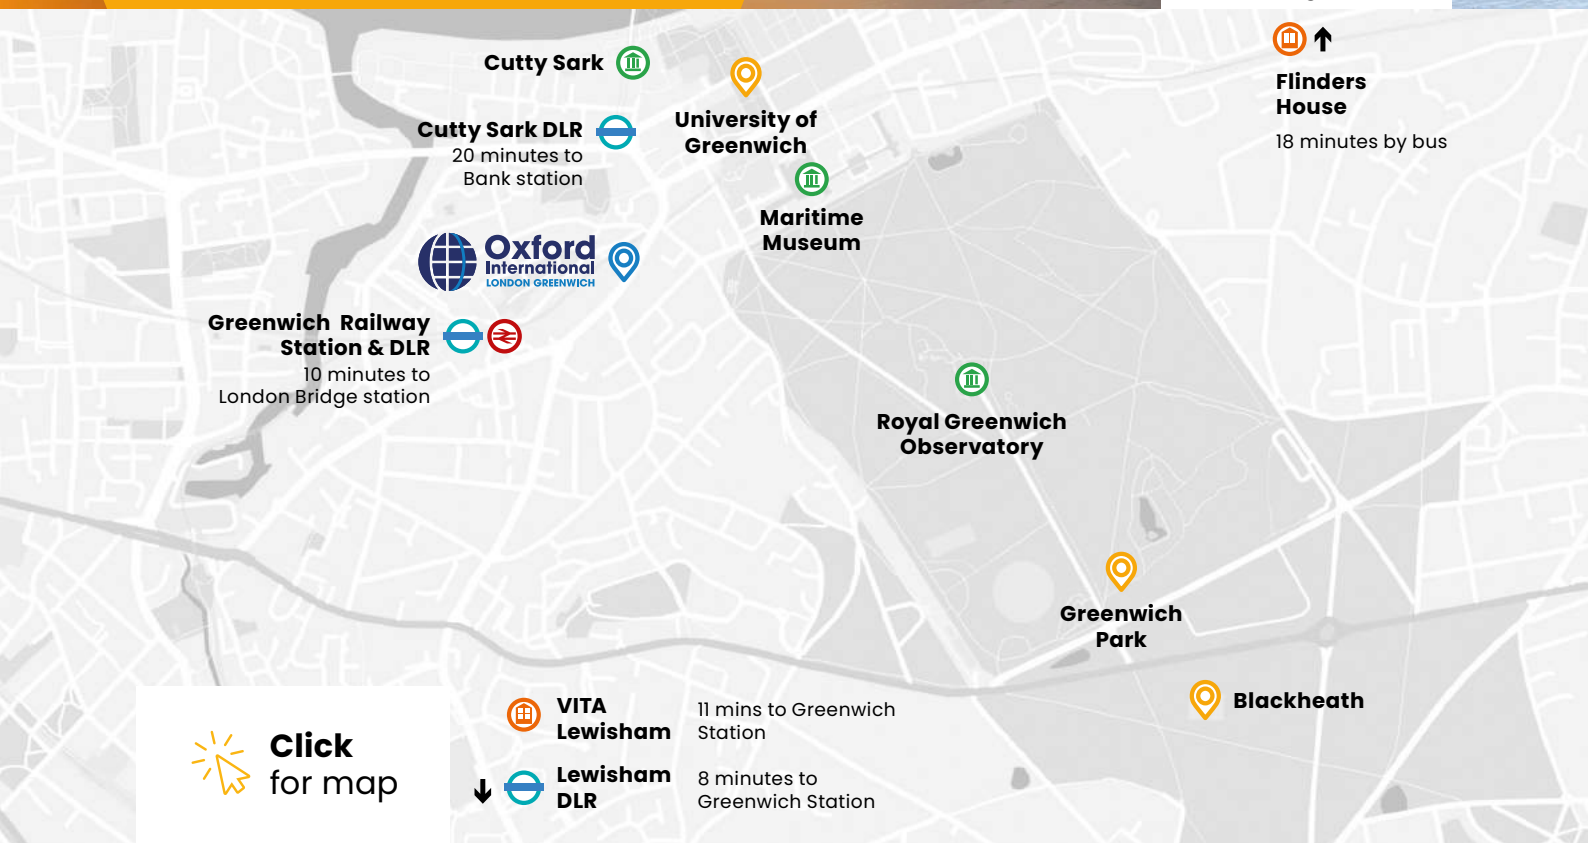 Cutty Sark
Cutty Sark DLR
20 minutes to
Bank station
University of
Greenwich
Maritime
Museum
Flinders
House
18 minutes by bus
Oxford
International
LONDON GREENWICH
Greenwich Railway
Station & DLR
10 minutes to
London Bridge station
Royal Greenwich
Observatory
Greenwich
Park
Blackheath
Click
for map
VITA
Lewisham
11 mins to Greenwich
Station
Lewisham
DLR
8 minutes to
Greenwich Station